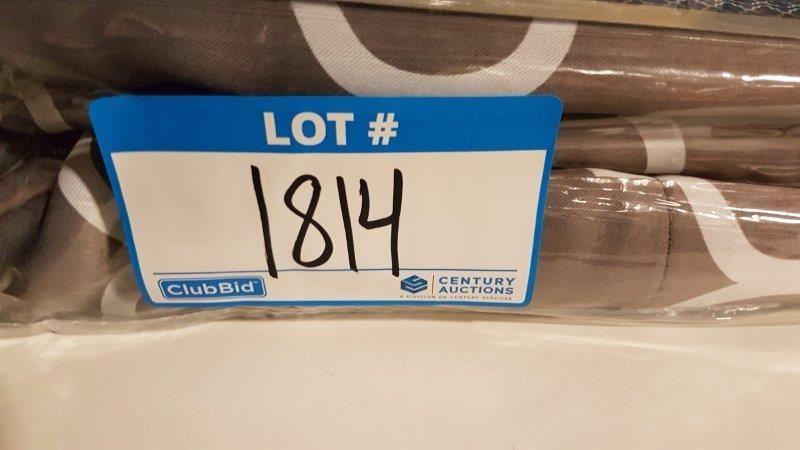 LOT #
1814
ClubBid
CENTURY
AUCTIONS
A DIVISION OF CENTURY SERVICES